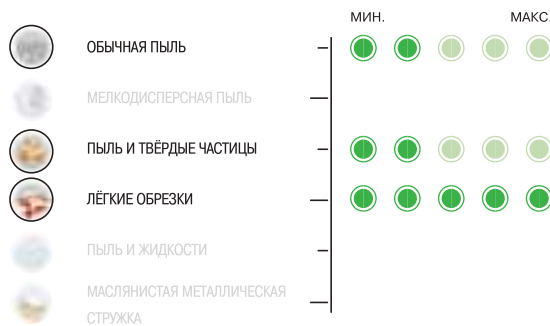 МИН. МАКС.
ОБЫЧНАЯ ПЫЛЬ
МЕЛКОДИСПЕРСНАЯ ПЫЛЬ
ПЫЛЬ И ТВЁРДЫЕ ЧАСТИЦЫ
ЛЁГКИЕ ОБРЕЗКИ
ПЫЛЬ И ЖИДКОСТИ
МАСЛЯНИСТАЯ МЕТАЛЛИЧЕСКАЯ
СТРУЖКА